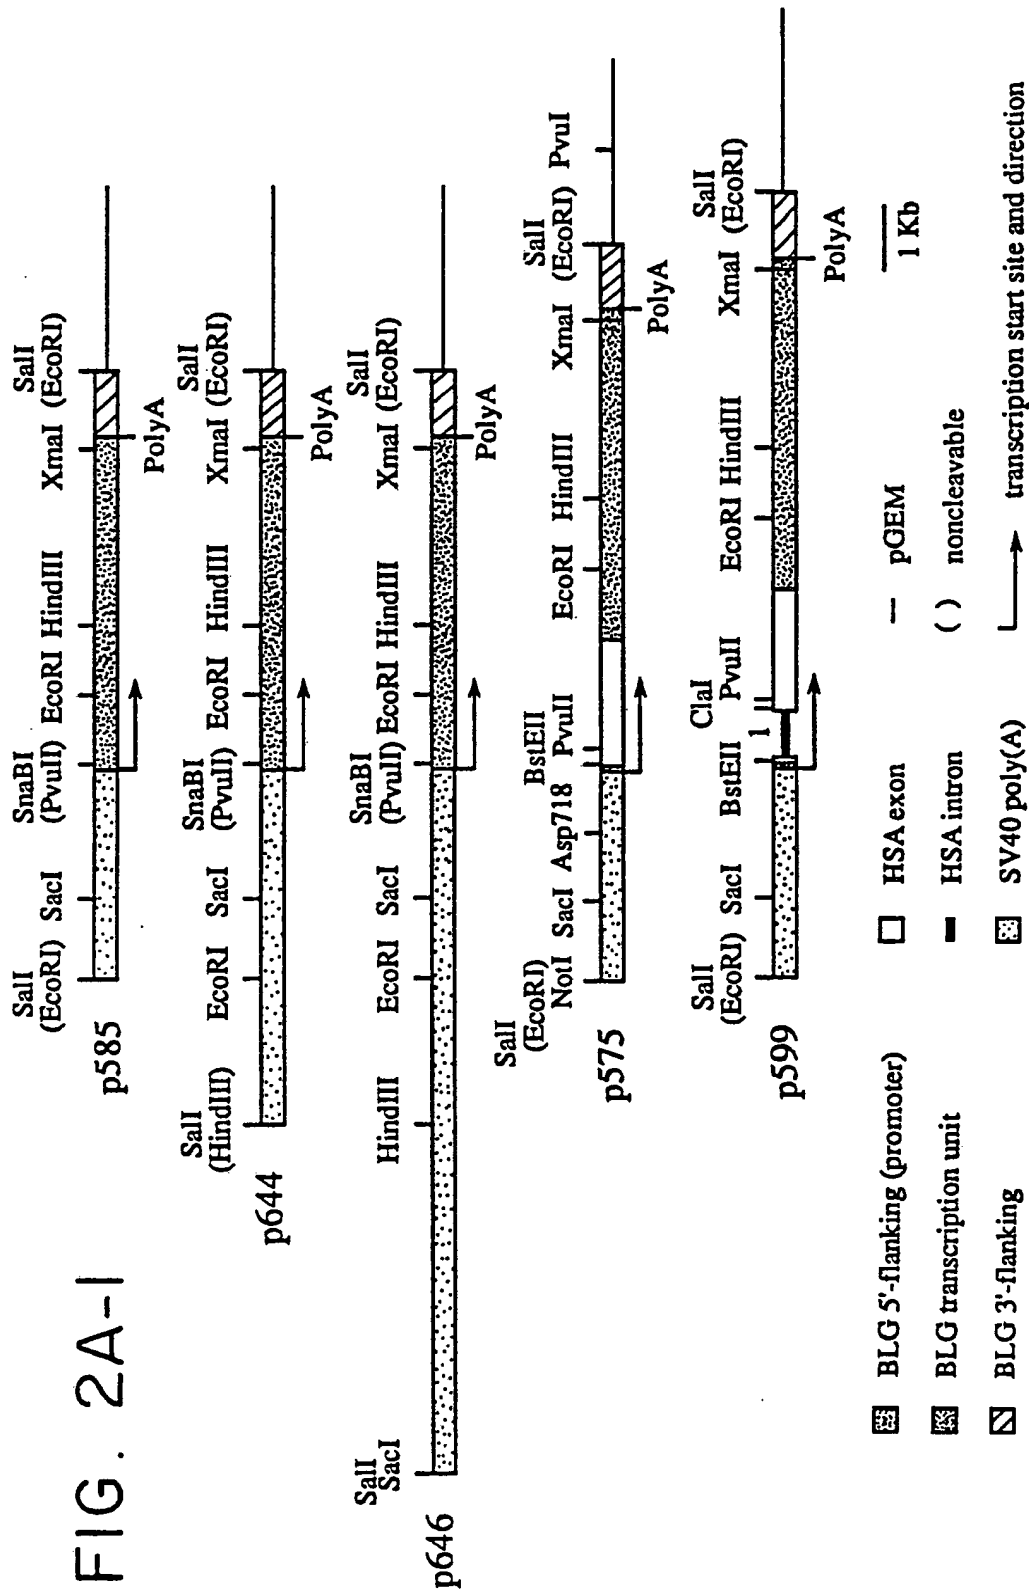 FIG. 2A-1
SalI
(EcoRI) SacI
SnaBI
(PvuII) EcoRI HindIII
SalI
XmaI (EcoRI)
p585
PolyA
SalI
(HindIII) EcoRI SacI
SnaBI
(PvuII) EcoRI HindIII
SalI
XmaI (EcoRI)
p644
PolyA
SalI
SacI
HindIII EcoRI SacI
SnaBI
(PvuII) EcoRI HindIII
SalI
XmaI (EcoRI)
p646
PolyA
SalI
(EcoRI)
NotI SacI Asp718
BstEII
PvuII
EcoRI HindIII XmaI
SalI
(EcoRI) PvuI
p575
PolyA
SalI
(EcoRI) SacI BstEII
ClaI
PvuII
EcoRI HindIII XmaI
SalI
(EcoRI)
1
p599
PolyA
1 Kb
BLG 5'-flanking (promoter)
HSA exon
pGEM
BLG transcription unit
HSA intron
( ) noncleavable
BLG 3'-flanking
SV40 poly(A)
transcription start site and direction